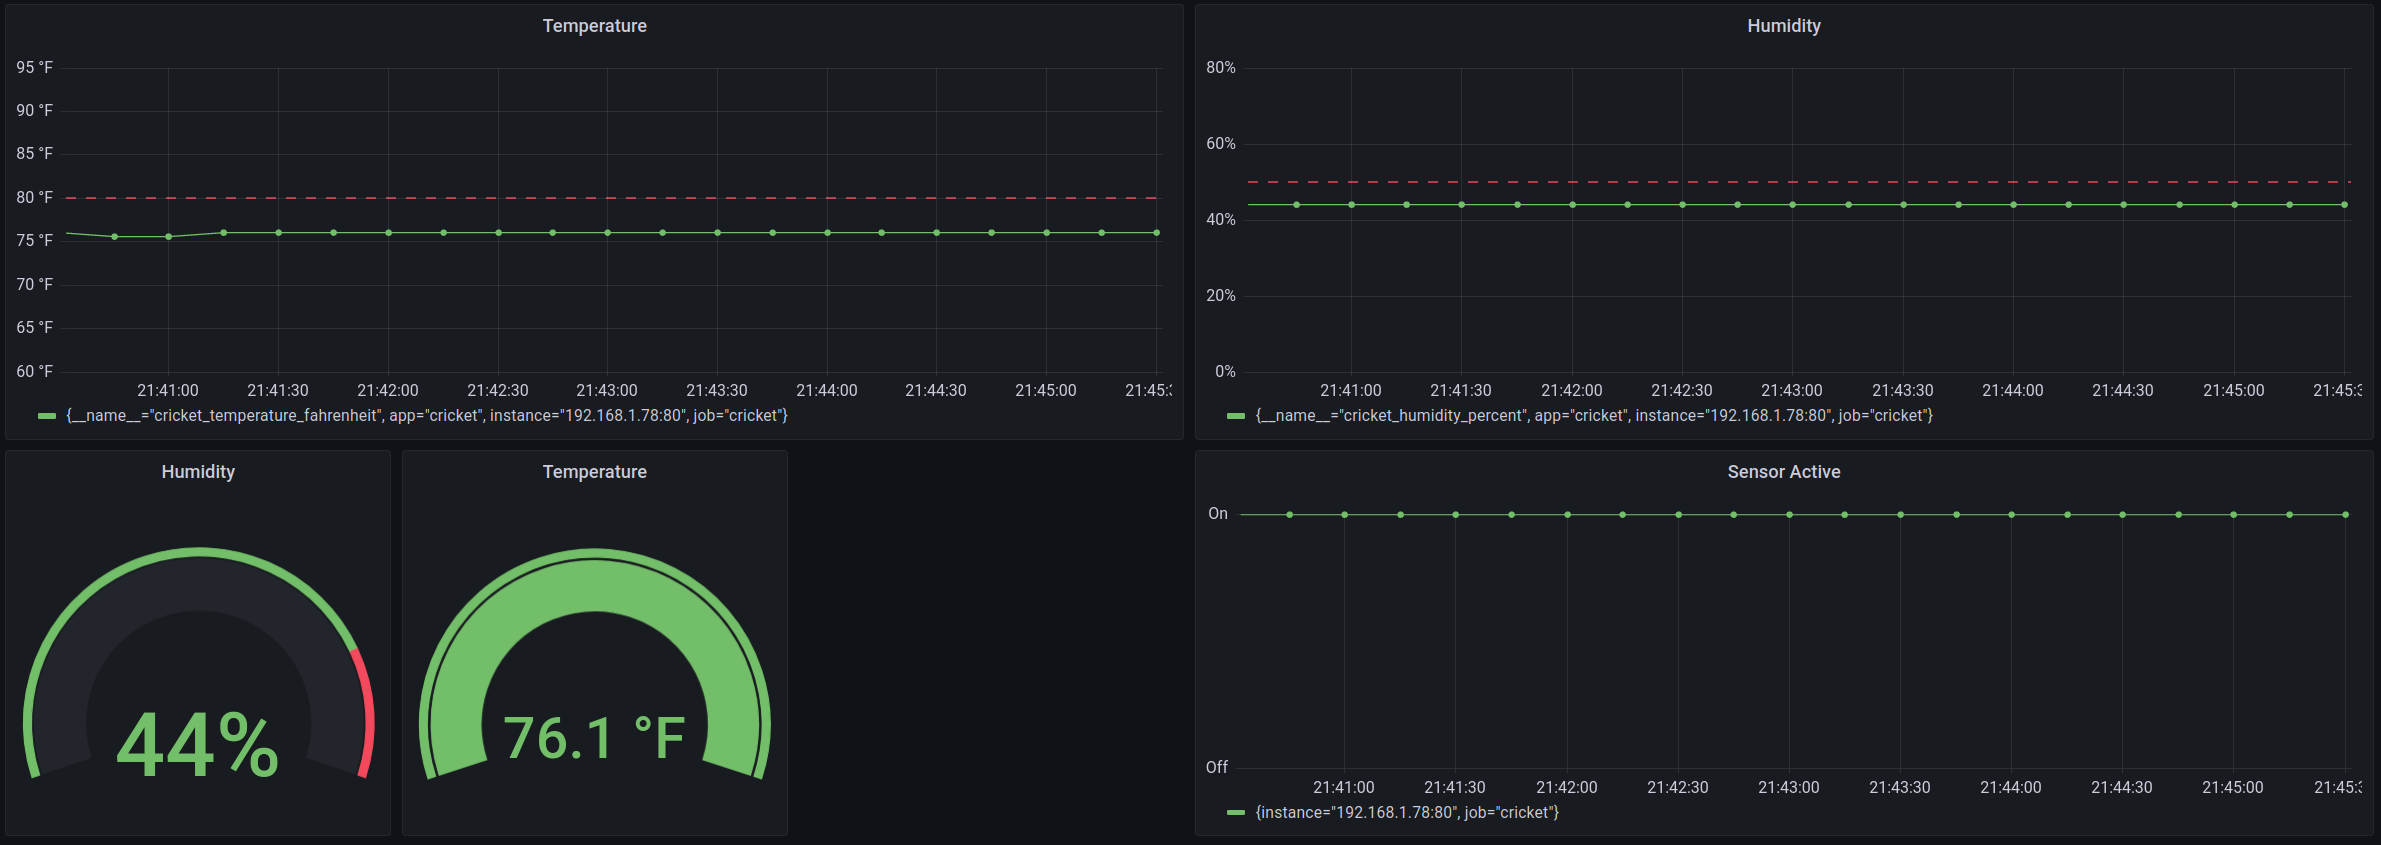 Temperature
95 °F
90 °F
85 °F
80 °F
75 °F
70 °F
65 °F
60 °F
21:41:00 21:41:30 21:42:00 21:42:30 21:43:00 21:43:30 21:44:00 21:44:30 21:45:00 21:45:3
{__name__="cricket_temperature_fahrenheit", app="cricket", instance="192.168.1.78:80", job="cricket"}
Humidity
80%
60%
40%
20%
0%
21:41:00 21:41:30 21:42:00 21:42:30 21:43:00 21:43:30 21:44:00 21:44:30 21:45:00 21:45:3
{__name__="cricket_humidity_percent", app="cricket", instance="192.168.1.78:80", job="cricket"}
Humidity
44%
Temperature
76.1 °F
Sensor Active
On
Off
21:41:00 21:41:30 21:42:00 21:42:30 21:43:00 21:43:30 21:44:00 21:44:30 21:45:00 21:45:3
{instance="192.168.1.78:80", job="cricket"}